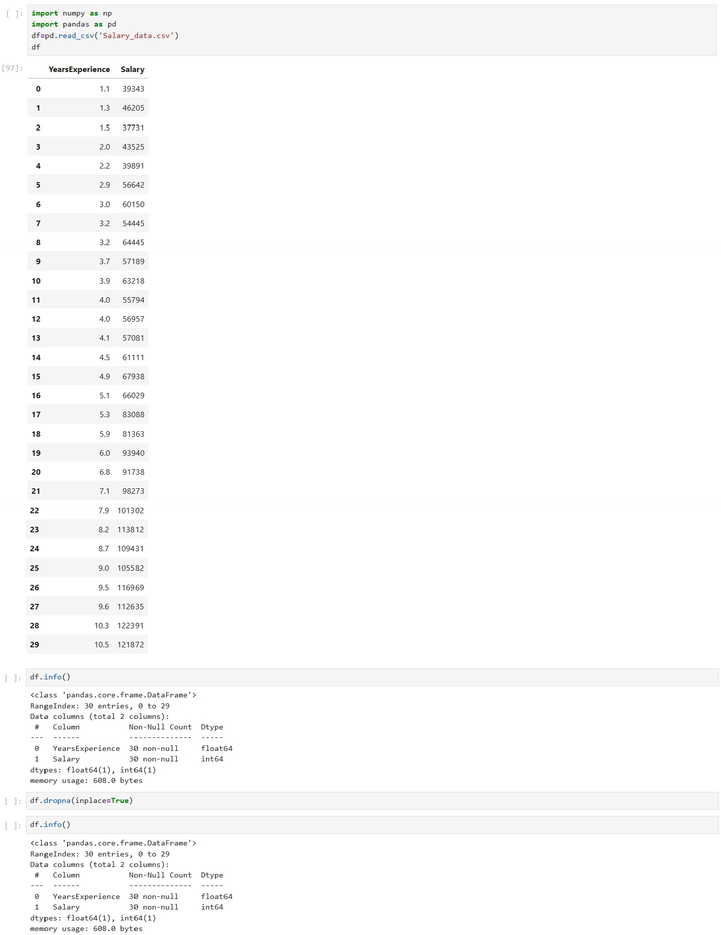 [ ]: import numpy as np
import pandas as pd
df=pd.read_csv('Salary_data.csv')
df
[97]: YearsExperience Salary
0 1.1 39343
1 1.3 46205
2 1.5 37731
3 2.0 43525
4 2.2 39891
5 2.9 56642
6 3.0 60150
7 3.2 54445
8 3.2 64445
9 3.7 57189
10 3.9 63218
11 4.0 55794
12 4.0 56957
13 4.1 57081
14 4.5 61111
15 4.9 67938
16 5.1 66029
17 5.3 83088
18 5.9 81363
19 6.0 93940
20 6.8 91738
21 7.1 98273
22 7.9 101302
23 8.2 113812
24 8.7 109431
25 9.0 105582
26 9.5 116969
27 9.6 112635
28 10.3 122391
29 10.5 121872
[ ]: df.info()
<class 'pandas.core.frame.DataFrame'>
RangeIndex: 30 entries, 0 to 29
Data columns (total 2 columns):
# Column Non-Null Count Dtype
--- ------ -------------- -----
0 YearsExperience 30 non-null float64
1 Salary 30 non-null int64
dtypes: float64(1), int64(1)
memory usage: 608.0 bytes
[ ]: df.dropna(inplace=True)
[ ]: df.info()
<class 'pandas.core.frame.DataFrame'>
RangeIndex: 30 entries, 0 to 29
Data columns (total 2 columns):
# Column Non-Null Count Dtype
--- ------ -------------- -----
0 YearsExperience 30 non-null float64
1 Salary 30 non-null int64
dtypes: float64(1), int64(1)
memory usage: 608.0 bytes